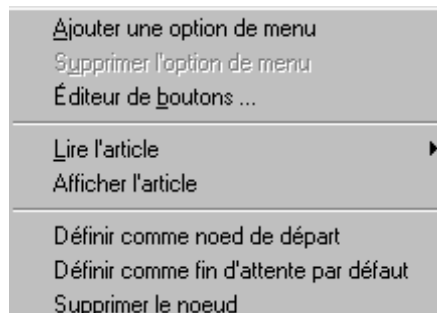 Ajouter une option de menu
Supprimer l'option de menu
Éditeur de boutons ...
Lire l'article
Afficher l'article
Définir comme noed de départ
Définir comme fin d'attente par défaut
Supprimer le noeud